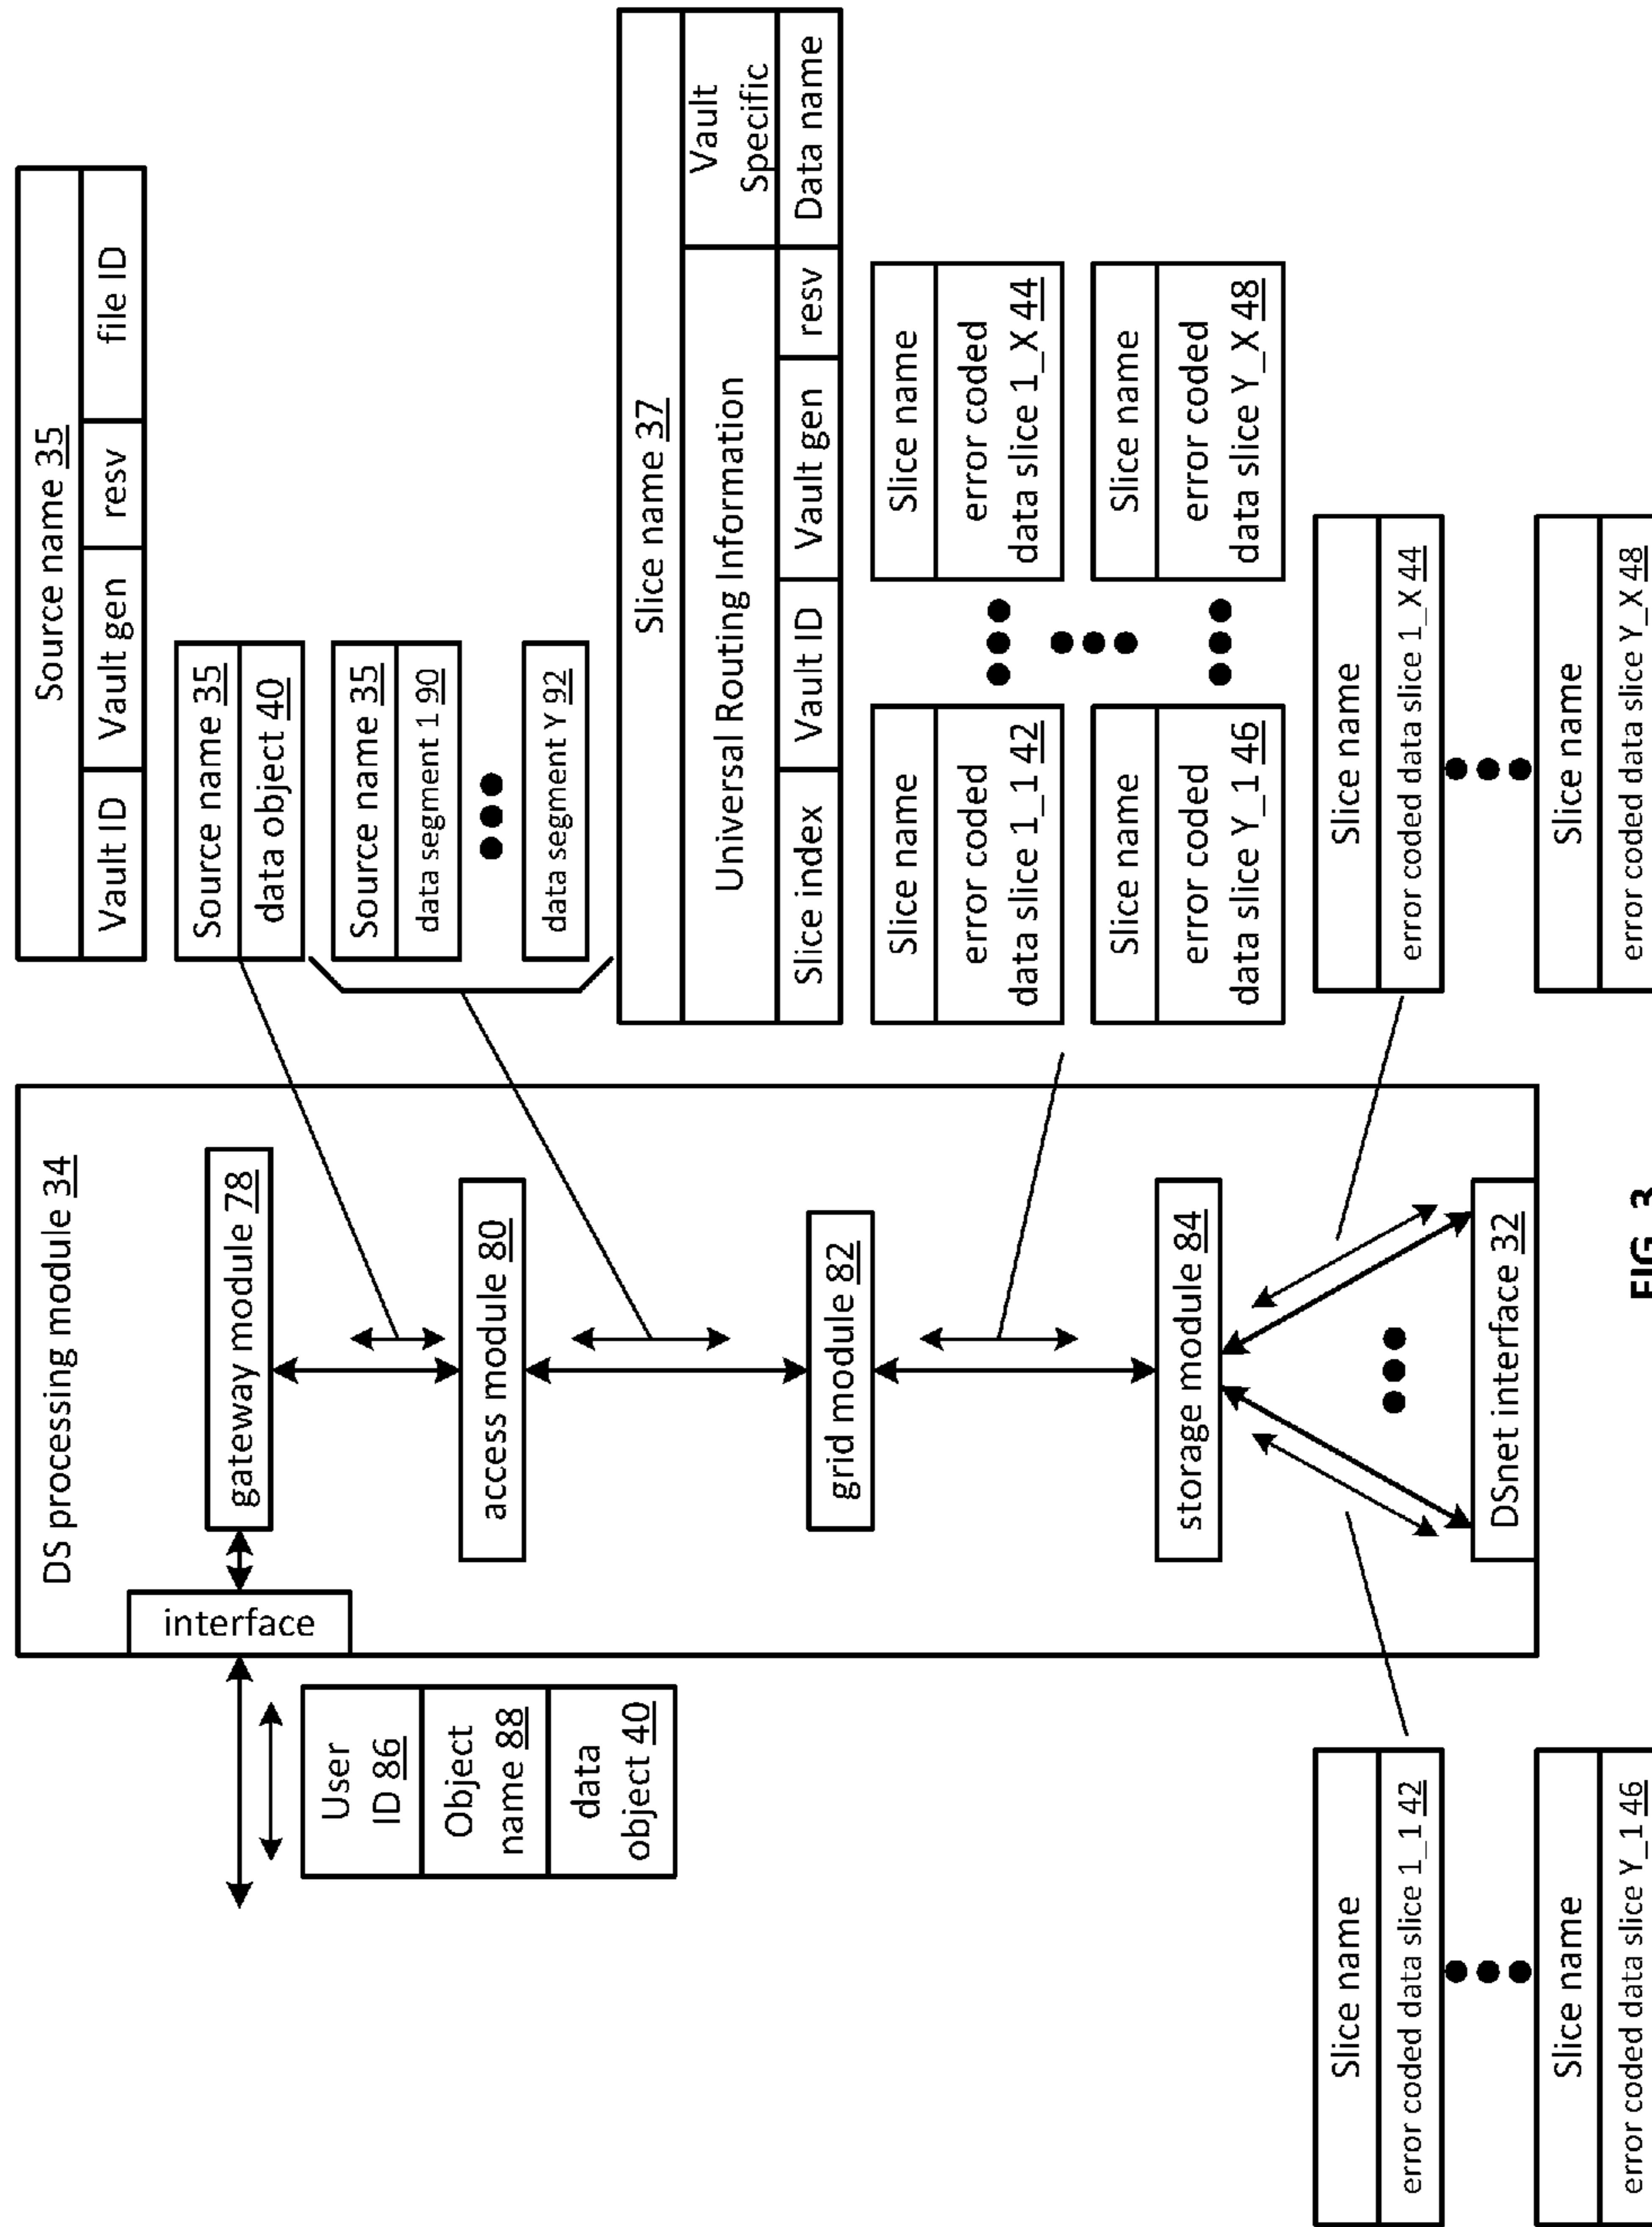 DS processing module 34
interface
gateway module 78
access module 80
grid module 82
storage module 84
DSnet interface 32
User
ID 86
Object
name 88
data
object 40
Source name 35
Vault ID
Vault gen
resv
file ID
Source name 35
data object 40
Source name 35
data segment 1 90
data segment Y 92
Slice name 37
Universal Routing Information
Vault
Specific
Slice index
Vault ID
Vault gen
resv
Data name
Slice name
error coded
data slice 1_1 42
Slice name
error coded
data slice 1_X 44
Slice name
error coded
data slice Y_1 46
Slice name
error coded
data slice Y_X 48
Slice name
error coded data slice 1_1 42
Slice name
error coded data slice Y_1 46
Slice name
error coded data slice 1_X 44
Slice name
error coded data slice Y_X 48
FIG. 3